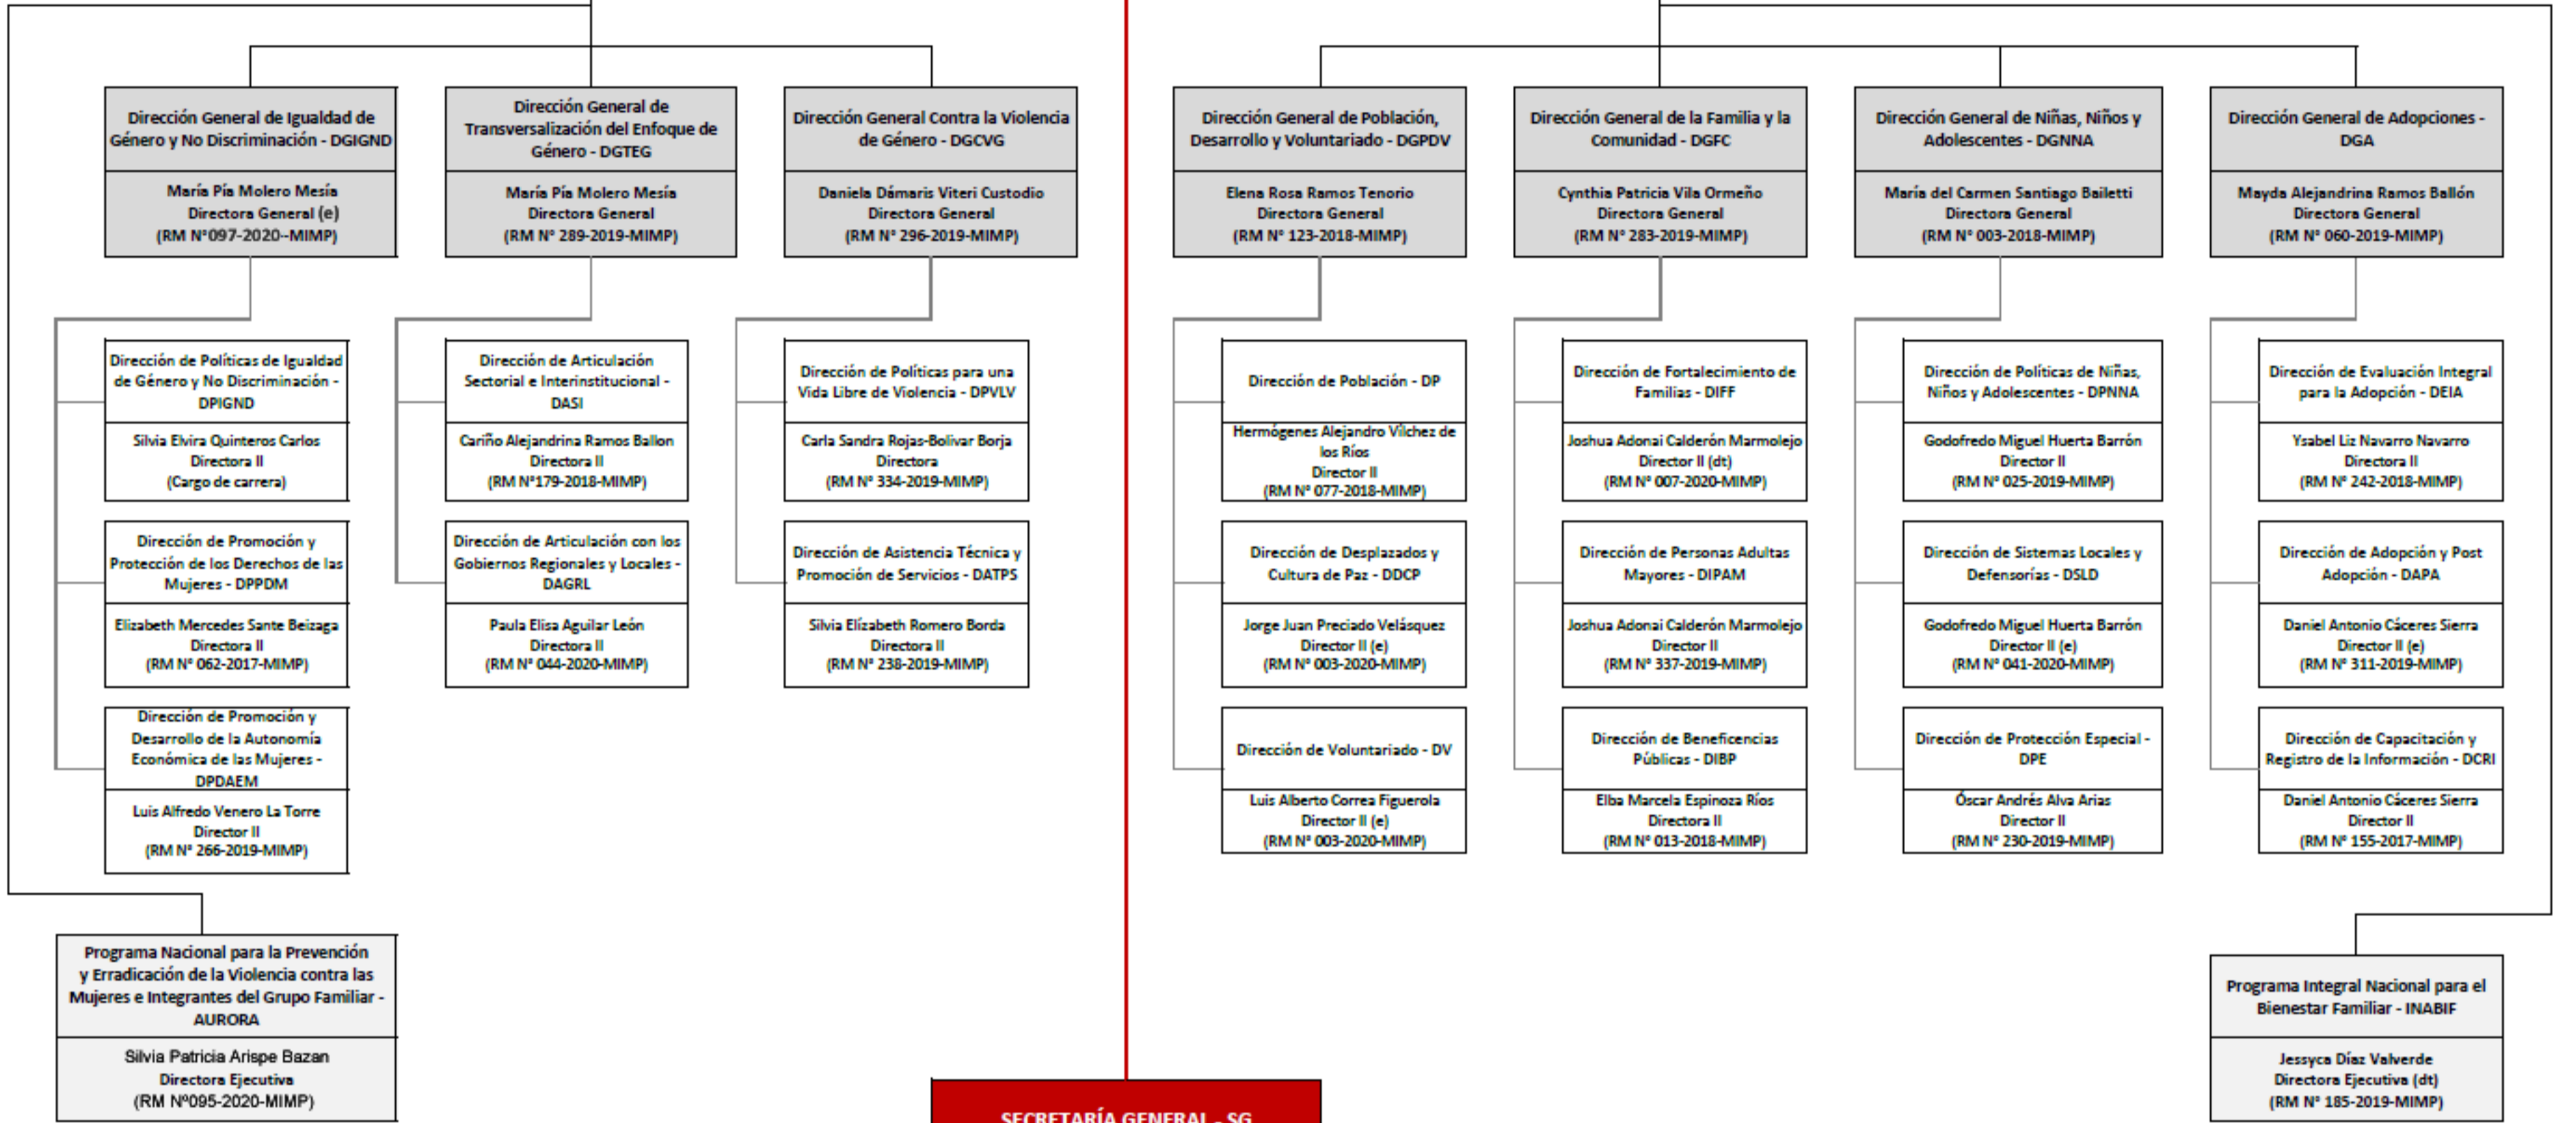 Dirección General de Igualdad de
Género y No Discriminación - DGIGND
María Pía Molero Mesía
Directora General (e)
(RM N°097-2020--MIMP)
Dirección General de
Transversalización del Enfoque de
Género - DGTEG
María Pía Molero Mesía
Directora General
(RM N° 289-2019-MIMP)
Dirección General Contra la Violencia
de Género - DGCVG
Daniela Dámaris Viteri Custodio
Directora General
(RM N° 296-2019-MIMP)
Dirección General de Población,
Desarrollo y Voluntariado - DGPDV
Elena Rosa Ramos Tenorio
Directora General
(RM N° 123-2018-MIMP)
Dirección General de la Familia y la
Comunidad - DGFC
Cynthia Patricia Vila Ormeño
Directora General
(RM N° 283-2019-MIMP)
Dirección General de Niñas, Niños y
Adolescentes - DGNNA
María del Carmen Santiago Bailetti
Directora General
(RM N° 003-2018-MIMP)
Dirección General de Adopciones -
DGA
Mayda Alejandrina Ramos Ballón
Directora General
(RM N° 060-2019-MIMP)
Dirección de Políticas de Igualdad
de Género y No Discriminación -
DPIGND
Silvia Elvira Quinteros Carlos
Directora II
(Cargo de carrera)
Dirección de Articulación
Sectorial e Interinstitucional -
DASI
Cariño Alejandrina Ramos Ballon
Directora II
(RM N°179-2018-MIMP)
Dirección de Políticas para una
Vida Libre de Violencia - DPVLV
Carla Sandra Rojas-Bolivar Borja
Directora
(RM N° 334-2019-MIMP)
Dirección de Población - DP
Hermógenes Alejandro Vílchez de
los Ríos
Director II
(RM N° 077-2018-MIMP)
Dirección de Fortalecimiento de
Familias - DIFF
Joshua Adonai Calderón Marmolejo
Director II (dt)
(RM N° 007-2020-MIMP)
Dirección de Políticas de Niñas,
Niños y Adolescentes - DPNNA
Godofredo Miguel Huerta Barrón
Director II
(RM N° 025-2019-MIMP)
Dirección de Evaluación Integral
para la Adopción - DEIA
Ysabel Liz Navarro Navarro
Directora II
(RM N° 242-2018-MIMP)
Dirección de Promoción y
Protección de los Derechos de las
Mujeres - DPPDM
Elizabeth Mercedes Sante Beizaga
Directora II
(RM N° 062-2017-MIMP)
Dirección de Articulación con los
Gobiernos Regionales y Locales -
DAGRL
Paula Elisa Aguilar León
Directora II
(RM N° 044-2020-MIMP)
Dirección de Asistencia Técnica y
Promoción de Servicios - DATPS
Silvia Elízabeth Romero Borda
Directora II
(RM N° 238-2019-MIMP)
Dirección de Desplazados y
Cultura de Paz - DDCP
Jorge Juan Preciado Velásquez
Director II (e)
(RM N° 003-2020-MIMP)
Dirección de Personas Adultas
Mayores - DIPAM
Joshua Adonai Calderón Marmolejo
Director II
(RM N° 337-2019-MIMP)
Dirección de Sistemas Locales y
Defensorías - DSLD
Godofredo Miguel Huerta Barrón
Director II (e)
(RM N° 041-2020-MIMP)
Dirección de Adopción y Post
Adopción - DAPA
Daniel Antonio Cáceres Sierra
Director II (e)
(RM N° 311-2019-MIMP)
Dirección de Promoción y
Desarrollo de la Autonomía
Económica de las Mujeres -
DPDAEM
Luis Alfredo Venero La Torre
Director II
(RM N° 266-2019-MIMP)
Dirección de Voluntariado - DV
Luis Alberto Correa Figuerola
Director II (e)
(RM N° 003-2020-MIMP)
Dirección de Beneficencias
Públicas - DIBP
Elba Marcela Espinoza Ríos
Directora II
(RM N° 013-2018-MIMP)
Dirección de Protección Especial -
DPE
Óscar Andrés Alva Arias
Director II
(RM N° 230-2019-MIMP)
Dirección de Capacitación y
Registro de la Información - DCRI
Daniel Antonio Cáceres Sierra
Director II
(RM N° 155-2017-MIMP)
Programa Nacional para la Prevención
y Erradicación de la Violencia contra las
Mujeres e Integrantes del Grupo Familiar -
AURORA
Silvia Patricia Arispe Bazan
Directora Ejecutiva
(RM Nº095-2020-MIMP)
Programa Integral Nacional para el
Bienestar Familiar - INABIF
Jessyca Díaz Valverde
Directora Ejecutiva (dt)
(RM N° 185-2019-MIMP)
SECRETARÍA GENERAL - SG